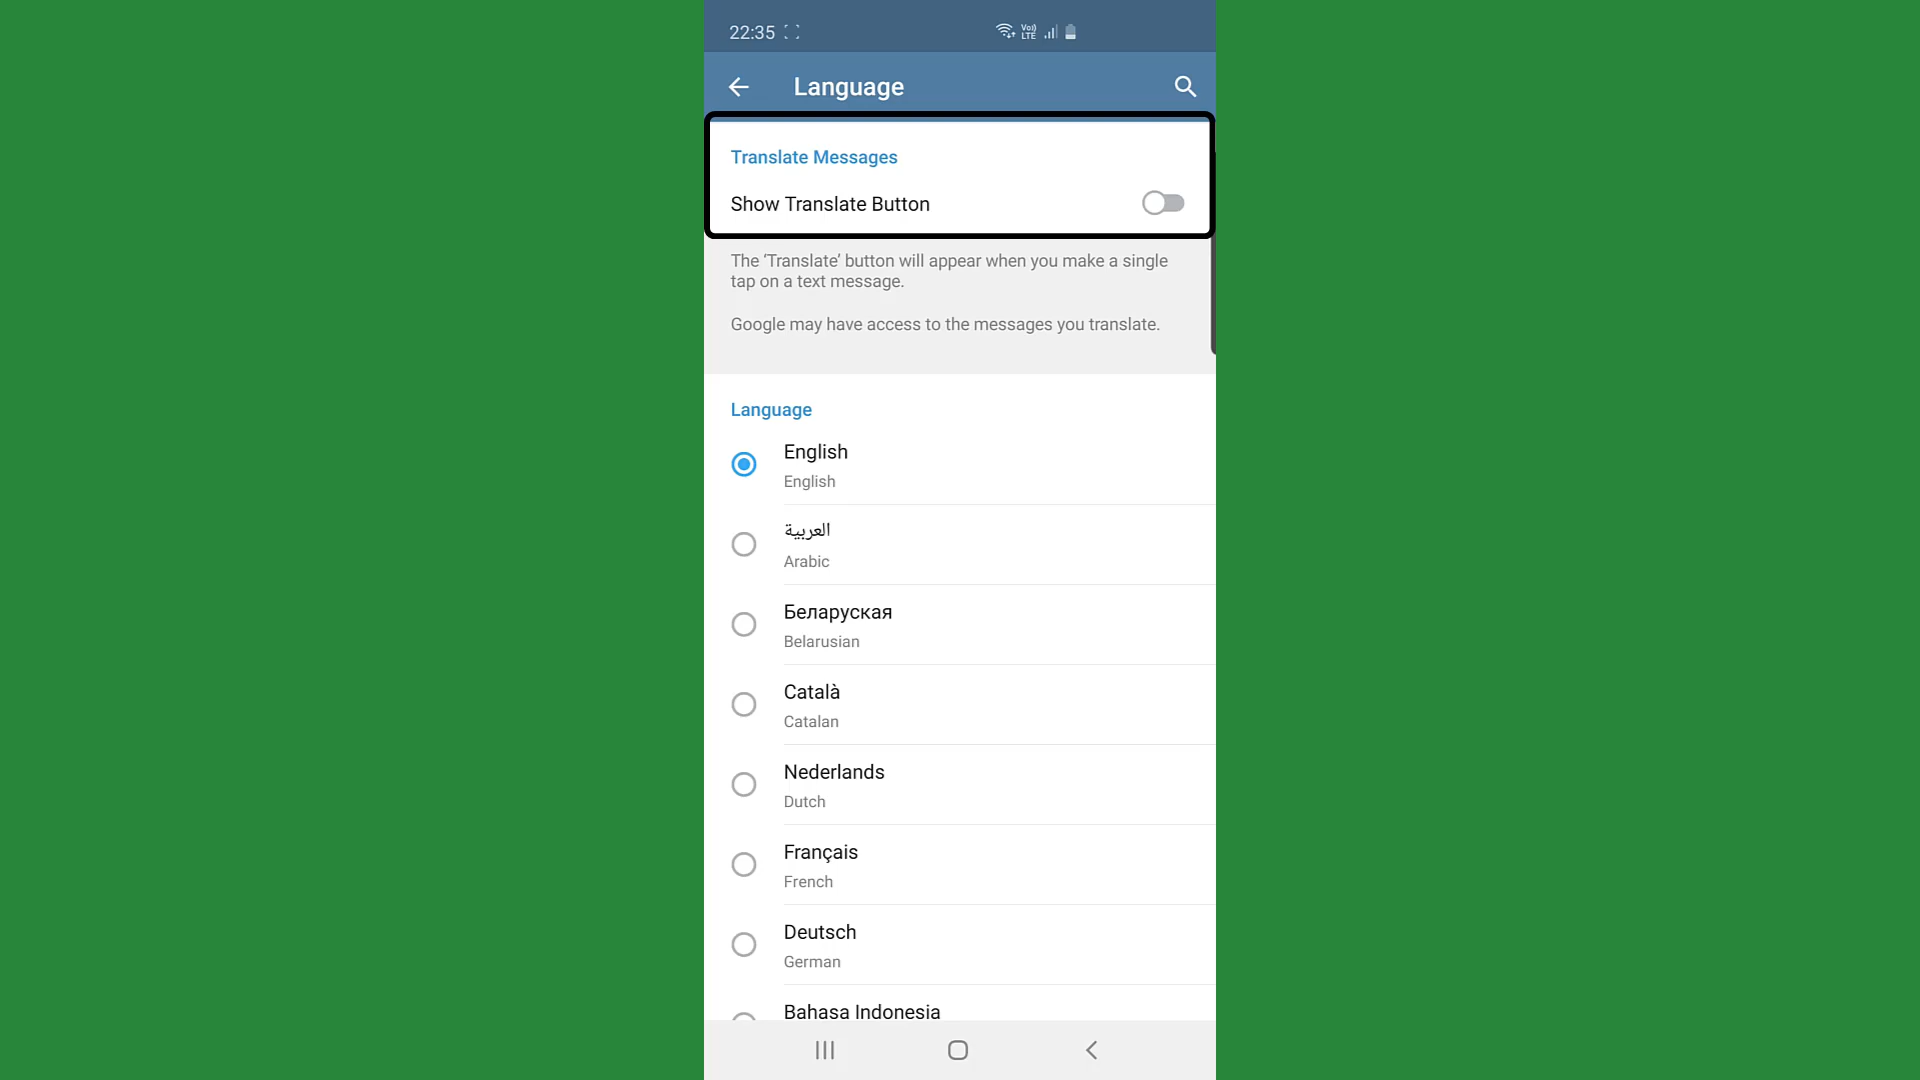 22:35
Vo)) LTE
Language
Translate Messages
Show Translate Button
The ‘Translate’ button will appear when you make a single
tap on a text message.
Google may have access to the messages you translate.
Language
English
English
العربية
Arabic
Беларуская
Belarusian
Català
Catalan
Nederlands
Dutch
Français
French
Deutsch
German
Bahasa Indonesia